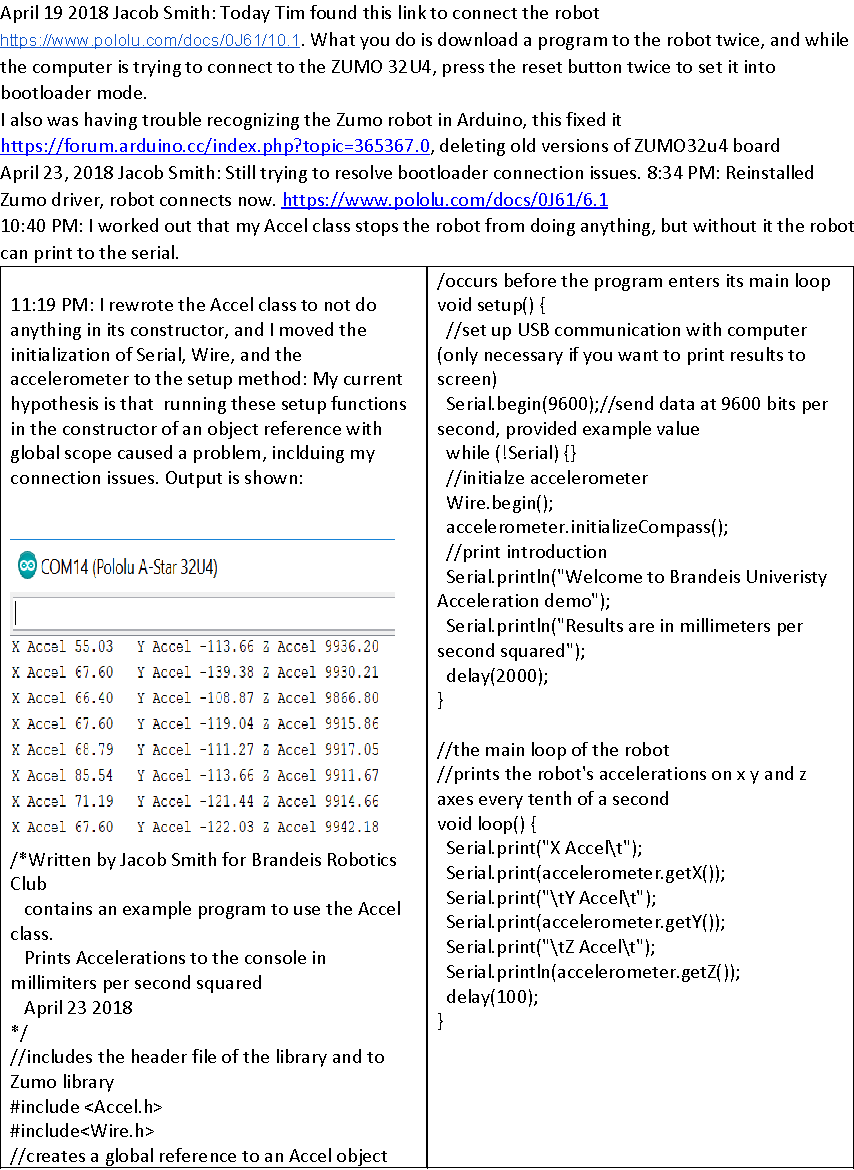 April 19 2018 Jacob Smith: Today Tim found this link to connect the robot
https://www.pololu.com/docs/0J61/10.1. What you do is download a program to the robot twice, and while
the computer is trying to connect to the ZUMO 32U4, press the reset button twice to set it into
bootloader mode.
I also was having trouble recognizing the Zumo robot in Arduino, this fixed it
https://forum.arduino.cc/index.php?topic=365367.0, deleting old versions of ZUMO32u4 board
April 23, 2018 Jacob Smith: Still trying to resolve bootloader connection issues. 8:34 PM: Reinstalled
Zumo driver, robot connects now. https://www.pololu.com/docs/0J61/6.1
10:40 PM: I worked out that my Accel class stops the robot from doing anything, but without it the robot
can print to the serial.
11:19 PM: I rewrote the Accel class to not do
anything in its constructor, and I moved the
initialization of Serial, Wire, and the
accelerometer to the setup method: My current
hypothesis is that  running these setup functions
in the constructor of an object reference with
global scope caused a problem, inclduing my
connection issues. Output is shown:
COM14 (Pololu A-Star 32U4)
X Accel 55.03   Y Accel -113.66 Z Accel 9936.20
X Accel 67.60   Y Accel -139.38 Z Accel 9930.21
X Accel 66.40   Y Accel -108.87 Z Accel 9866.80
X Accel 67.60   Y Accel -119.04 Z Accel 9915.86
X Accel 68.79   Y Accel -111.27 Z Accel 9917.05
X Accel 85.54   Y Accel -113.66 Z Accel 9911.67
X Accel 71.19   Y Accel -121.44 Z Accel 9914.66
X Accel 67.60   Y Accel -122.03 Z Accel 9942.18
/*Written by Jacob Smith for Brandeis Robotics
Club
  contains an example program to use the Accel
class.
  Prints Accelerations to the console in
millimiters per second squared
  April 23 2018
*/
//includes the header file of the library and to
Zumo library
#include <Accel.h>
#include<Wire.h>
//creates a global reference to an Accel object
/occurs before the program enters its main loop
void setup() {
  //set up USB communication with computer
(only necessary if you want to print results to
screen)
  Serial.begin(9600);//send data at 9600 bits per
second, provided example value
  while (!Serial) {}
  //initialze accelerometer
  Wire.begin();
  accelerometer.initializeCompass();
  //print introduction
  Serial.println("Welcome to Brandeis Univeristy
Acceleration demo");
  Serial.println("Results are in millimeters per
second squared");
  delay(2000);
}
//the main loop of the robot
//prints the robot's accelerations on x y and z
axes every tenth of a second
void loop() {
  Serial.print("X Accel\t");
  Serial.print(accelerometer.getX());
  Serial.print("\tY Accel\t");
  Serial.print(accelerometer.getY());
  Serial.print("\tZ Accel\t");
  Serial.println(accelerometer.getZ());
  delay(100);
}